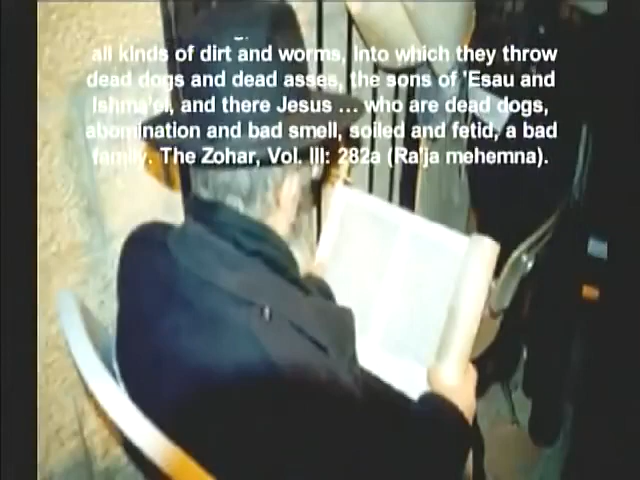 all kinds of dirt and worms, into which they throw
dead dogs and dead asses, the sons of 'Esau and
Ishma'el, and there Jesus ... who are dead dogs,
abomination and bad smell, soiled and fetid, a bad
family. The Zohar, Vol. III: 282a (Ra'ja mehemna).